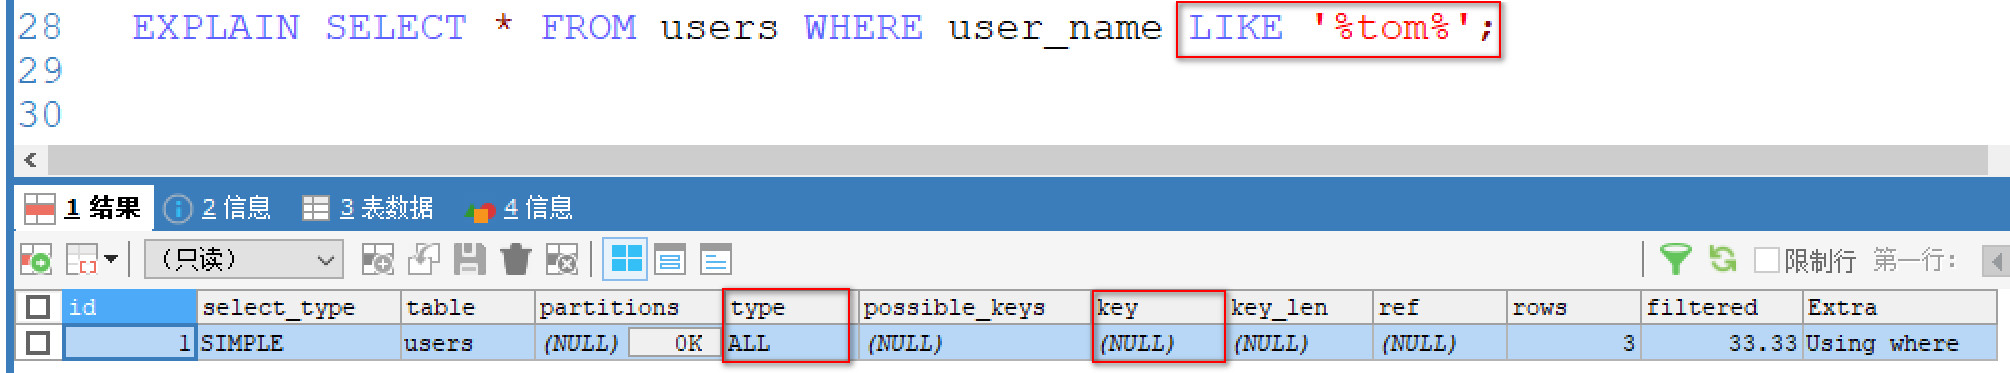 28 EXPLAIN SELECT * FROM users WHERE user_name LIKE '%tom%';
29
30
1 结果 2 信息 3 表数据 4 信息
（只读） 限制行 第一行:
id select_type table partitions type possible_keys key key_len ref rows filtered Extra
1 SIMPLE users (NULL) 0K ALL (NULL) (NULL) (NULL) (NULL) 3 33.33 Using where